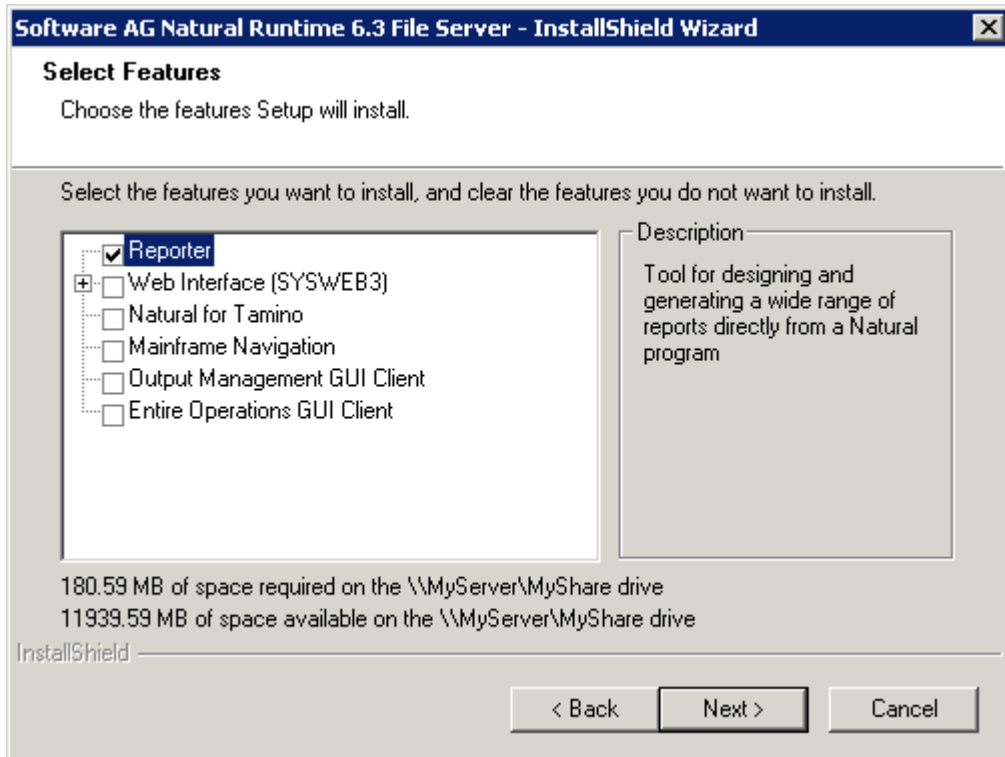 Software AG Natural Runtime 6.3 File Server - InstallShield Wizard
Select Features
Choose the features Setup will install.
Select the features you want to install, and clear the features you do not want to install.
Reporter
Web Interface (SYSWEB3)
Natural for Tamino
Mainframe Navigation
Output Management GUI Client
Entire Operations GUI Client
Description
Tool for designing and
generating a wide range of
reports directly from a Natural
program
180.59 MB of space required on the \\MyServer\MyShare drive
11939.59 MB of space available on the \\MyServer\MyShare drive
InstallShield
< Back
Next >
Cancel